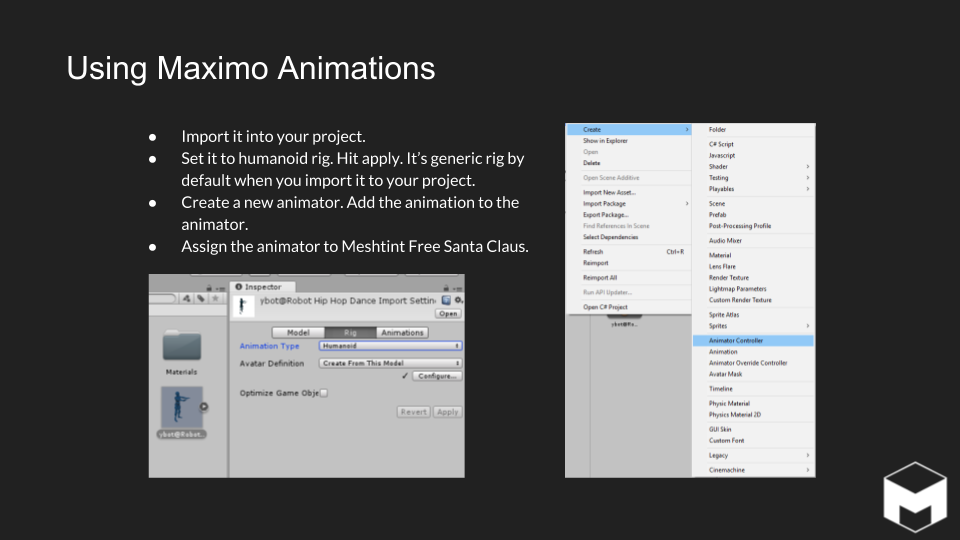 Using Maximo Animations
● Import it into your project.
● Set it to humanoid rig. Hit apply. It's generic rig by
default when you import it to your project.
● Create a new animator. Add the animation to the
animator.
● Assign the animator to Meshtint Free Santa Claus.
Inspector
ybot@Robot Hip Hop Dance Import Settin
Open
Model Rig Animations
Animation Type Humanoid
Avatar Definition Create From This Model
Configure...
Optimize Game Obje
Revert Apply
Materials
ybot@Robot...
Create
Show in Explorer
Open
Delete
Open Scene Additive
Import New Asset...
Import Package
Export Package...
Find References In Scene
Select Dependencies
Refresh Ctrl+R
Reimport
Reimport All
Run API Updater...
Open C# Project
ybot@Ro...
Folder
C# Script
Javascript
Shader
Testing
Playables
Scene
Prefab
Post-Processing Profile
Audio Mixer
Material
Lens Flare
Render Texture
Lightmap Parameters
Custom Render Texture
Sprite Atlas
Sprites
Animator Controller
Animation
Animator Override Controller
Avatar Mask
Timeline
Physic Material
Physics Material 2D
GUI Skin
Custom Font
Legacy
Cinemachine